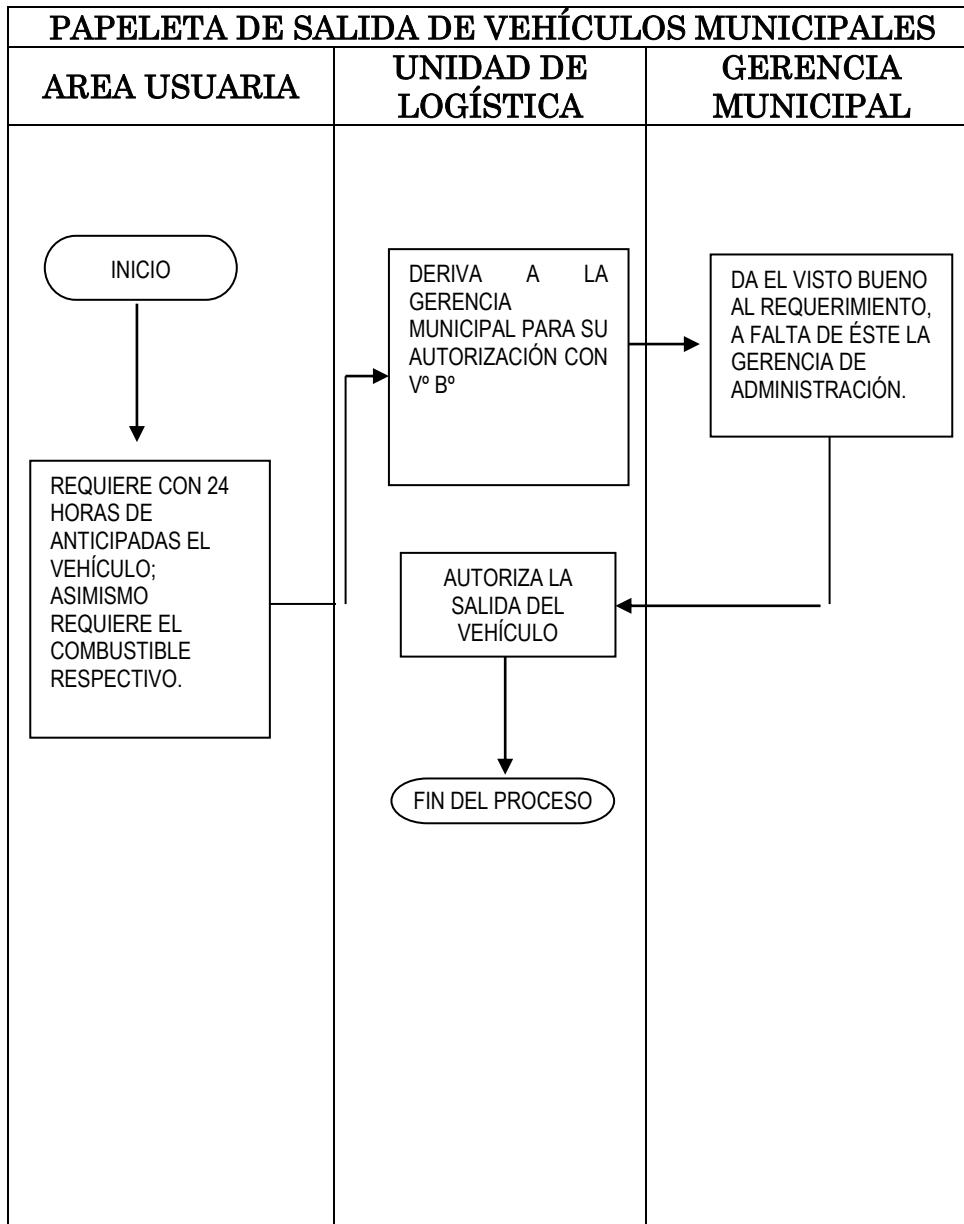 PAPELETA DE SALIDA DE VEHÍCULOS MUNICIPALES
AREA USUARIA
UNIDAD DE
LOGÍSTICA
GERENCIA
MUNICIPAL
INICIO
REQUIERE CON 24
HORAS DE
ANTICIPADAS EL
VEHÍCULO;
ASIMISMO
REQUIERE EL
COMBUSTIBLE
RESPECTIVO.
DERIVA A LA
GERENCIA
MUNICIPAL PARA SU
AUTORIZACIÓN CON
Vº Bº
DA EL VISTO BUENO
AL REQUERIMIENTO,
A FALTA DE ÉSTE LA
GERENCIA DE
ADMINISTRACIÓN.
AUTORIZA LA
SALIDA DEL
VEHÍCULO
FIN DEL PROCESO